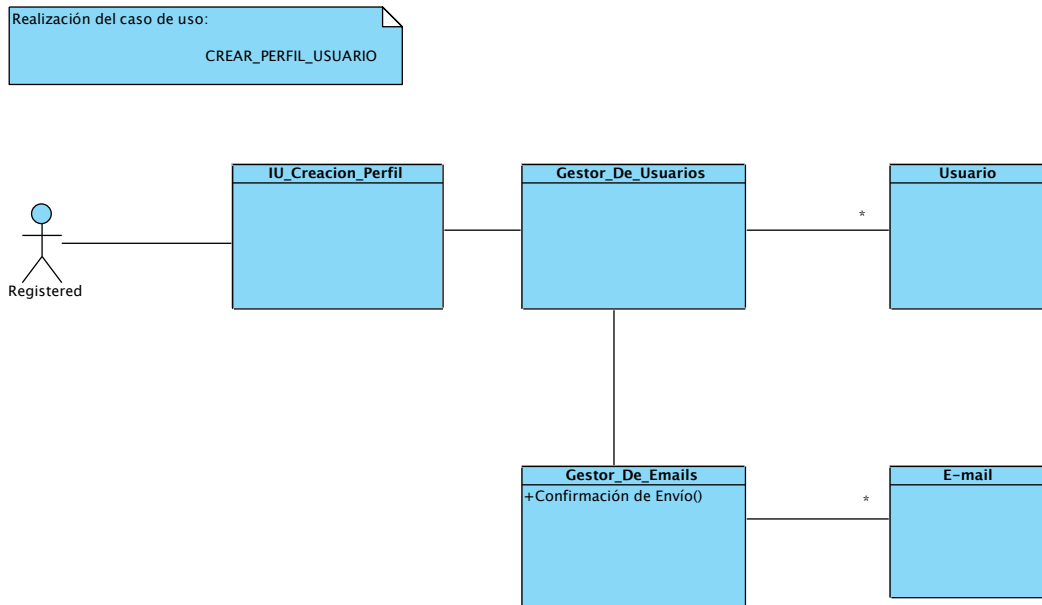 Realización del caso de uso:
CREAR_PERFIL_USUARIO
IU_Creacion_Perfil
Gestor_De_Usuarios
Usuario
*
Registered
Gestor_De_Emails
+Confirmación de Envío()
E-mail
*